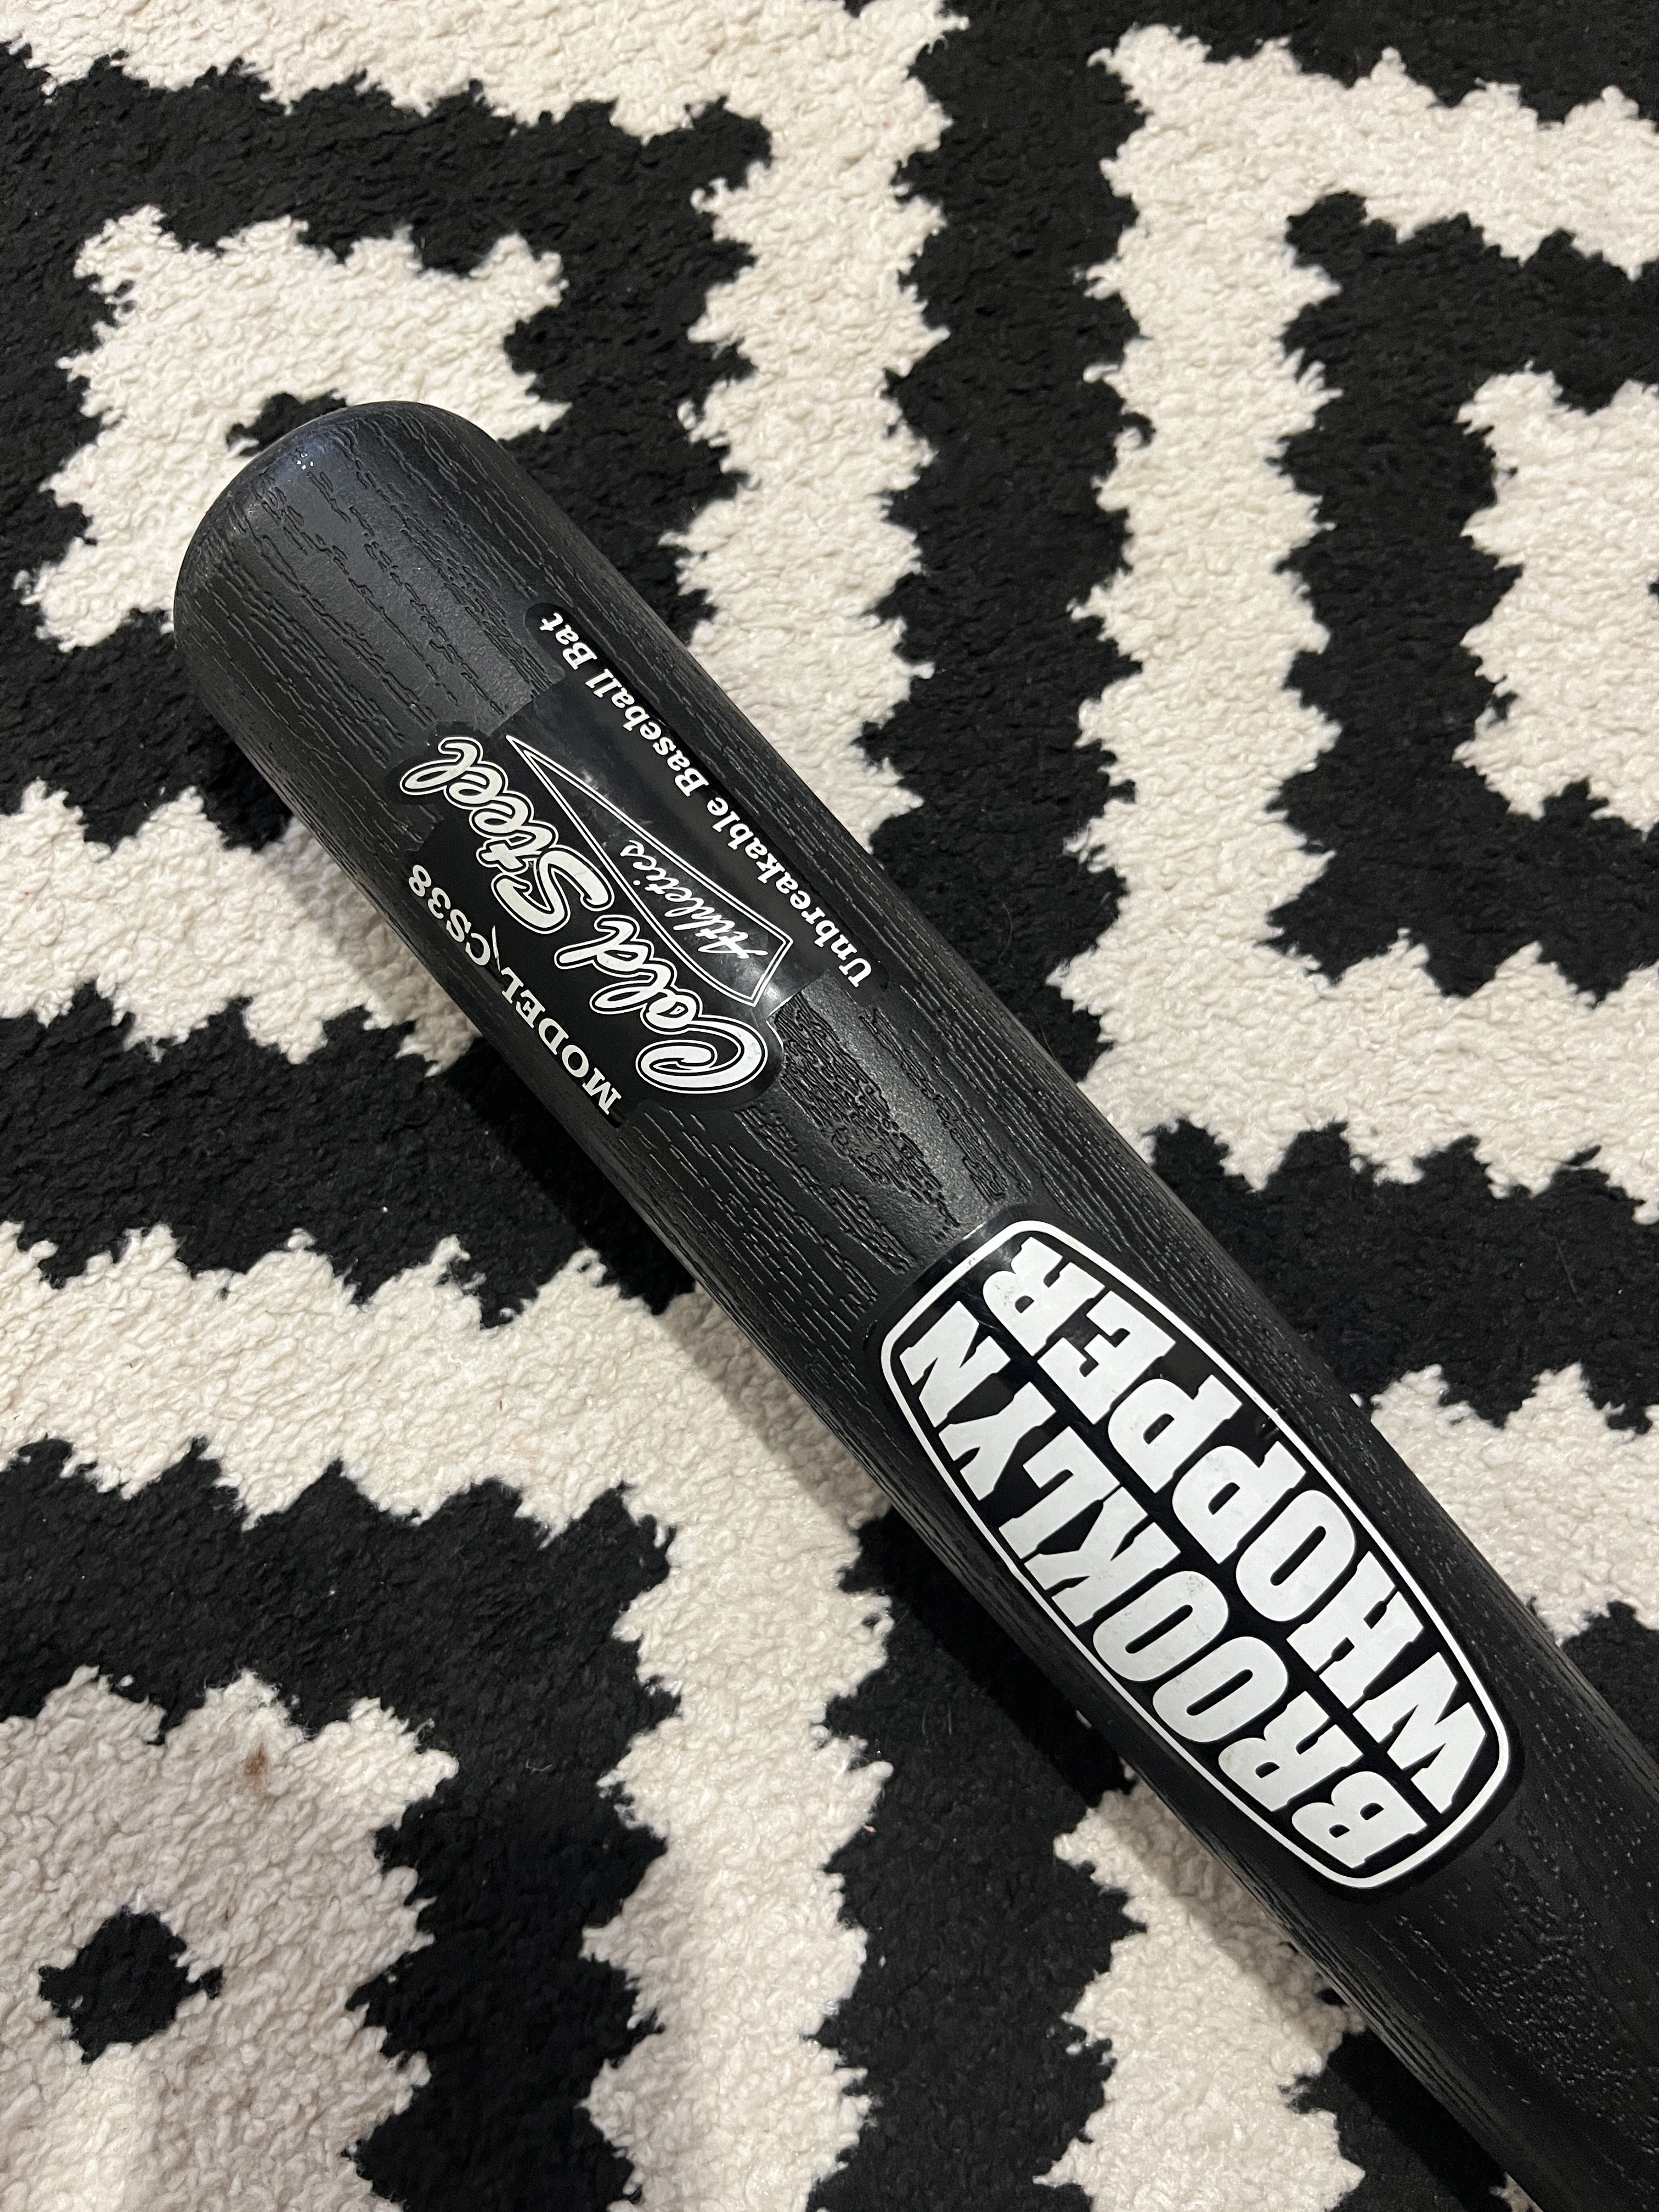 BROOKLYN
WHOPPER
MODEL CS38
Cold Steel
Athletics
Unbreakable Baseball Bat